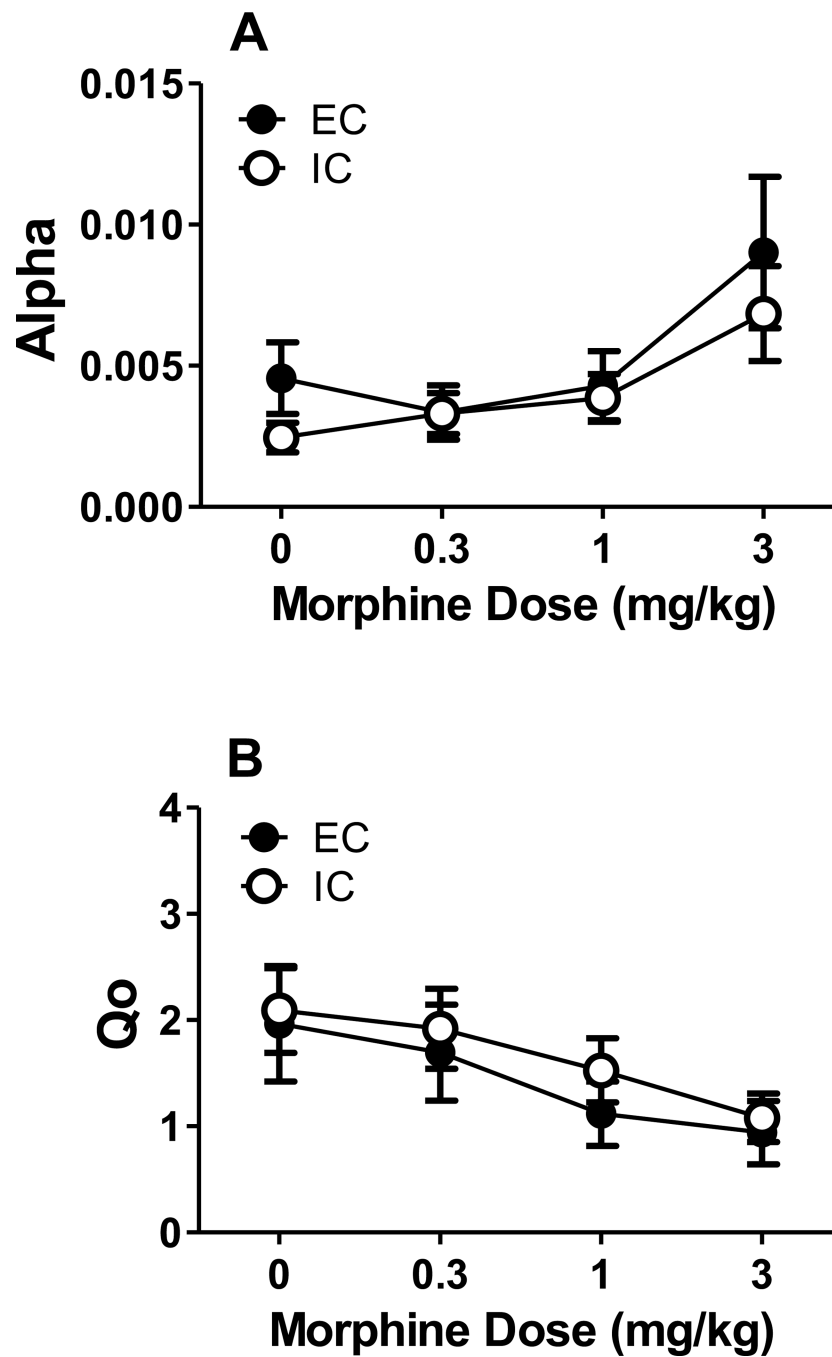 A
0.015
EC
IC
0.010
Alpha
0.005
0.000
0 0.3 1 3
Morphine Dose (mg/kg)
B
4
EC
IC
3
Qo
2
1
0
0 0.3 1 3
Morphine Dose (mg/kg)